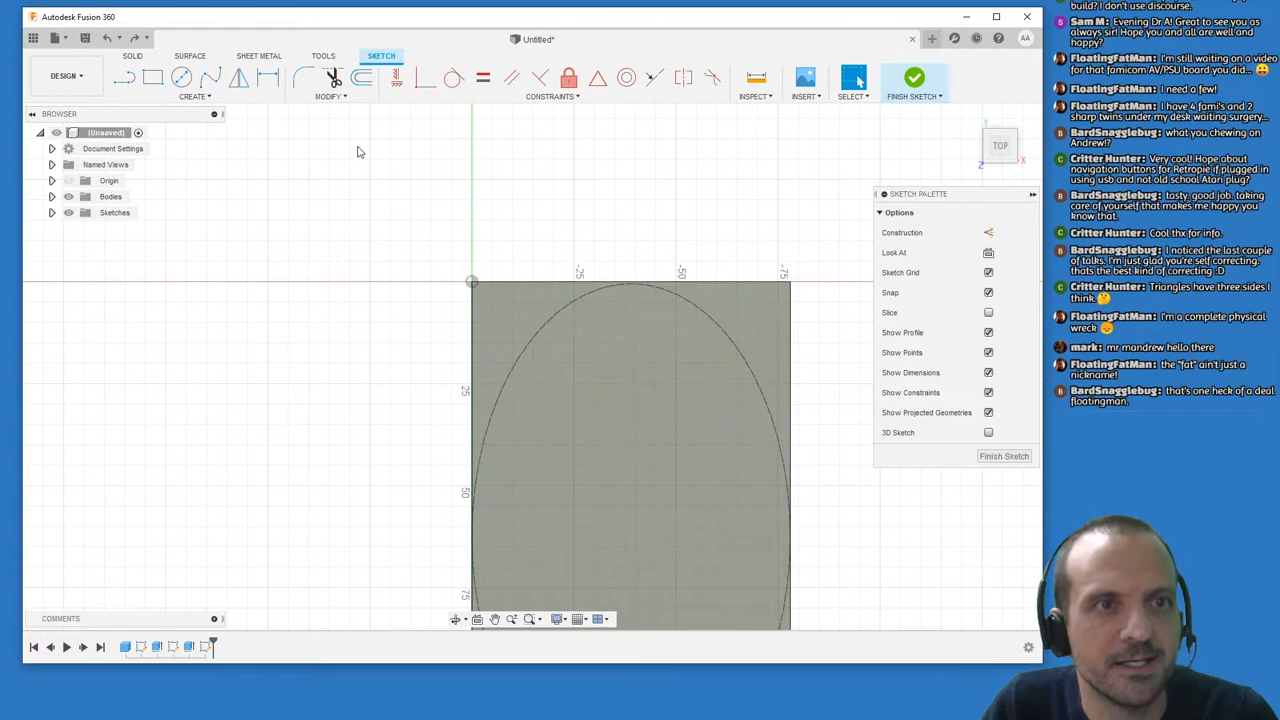 Autodesk Fusion 360
Untitled*
AA
DESIGN
SOLID SURFACE SHEET METAL TOOLS SKETCH
CREATE MODIFY CONSTRAINTS INSPECT INSERT SELECT FINISH SKETCH
BROWSER
(Unsaved)
Document Settings
Named Views
Origin
Bodies
Sketches
TOP
Y
X
Z
-25
-50
-75
25
50
75
SKETCH PALETTE
Options
Construction
Look At
Sketch Grid
Snap
Slice
Show Profile
Show Points
Show Dimensions
Show Constraints
Show Projected Geometries
3D Sketch
Finish Sketch
COMMENTS
build? I don't use discourse.
Sam M: Evening Dr A! Great to see you as
always sir! Hope you and all are well and
happy?
FloatingFatMan: I'm still waiting on a video
for that famicom AV/PSU board you did...
FloatingFatMan: I need a few!
FloatingFatMan: I have 4 fami's and 2
sharp twins under my desk waiting surgery...
BardSnagglebug: what you chewing on
Andrew!?
Critter Hunter: Very cool! Hope about
navigation buttons for Retropie if plugged in
using usb and not old school Atari plug?
BardSnagglebug: tasty. good job. taking
care of yourself that makes me happy you
know that.
Critter Hunter: Cool thx for info.
BardSnagglebug: I noticed the last couple
of talks. I'm just glad you're self correcting.
thats the best kind of correcting :D
Critter Hunter: Triangles have three sides I
think.
FloatingFatMan: I'm a complete physical
wreck
mark: mr mandrew hello there
FloatingFatMan: the "fat" ain't just a
nickname!
BardSnagglebug: that's one heck of a deal
floatingman.